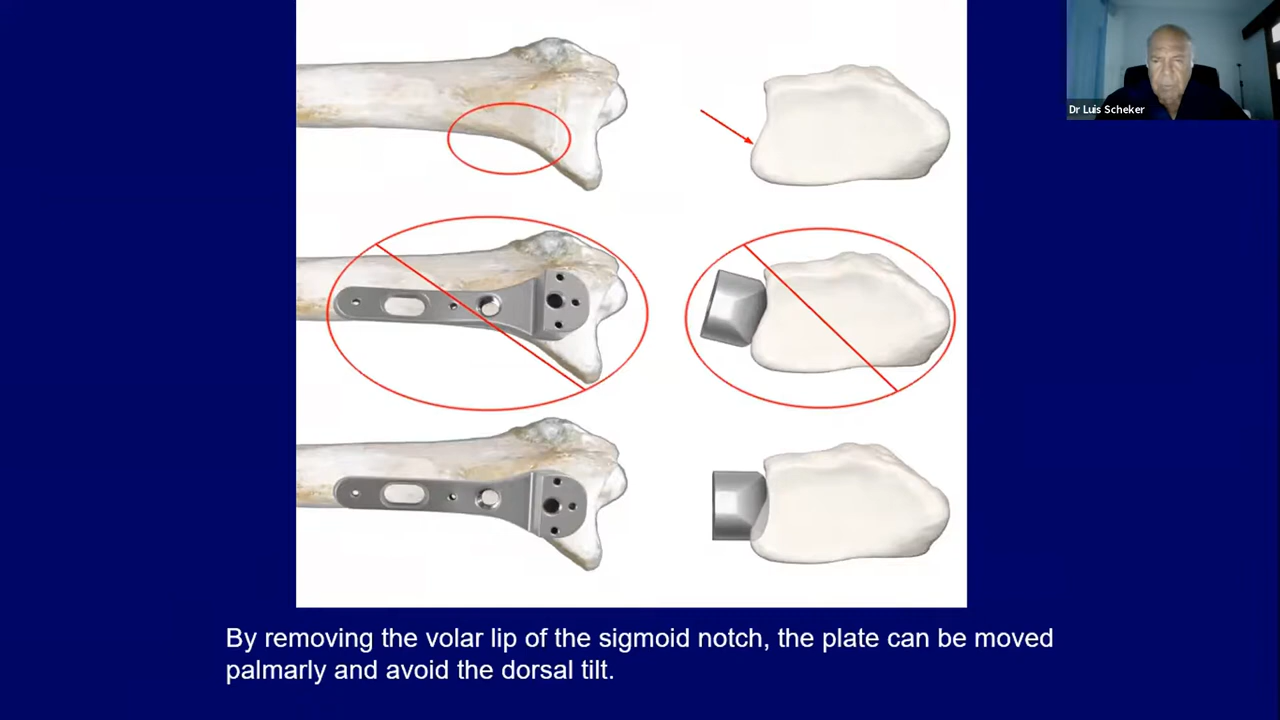 Dr Luis Scheker
By removing the volar lip of the sigmoid notch, the plate can be moved
palmarly and avoid the dorsal tilt.